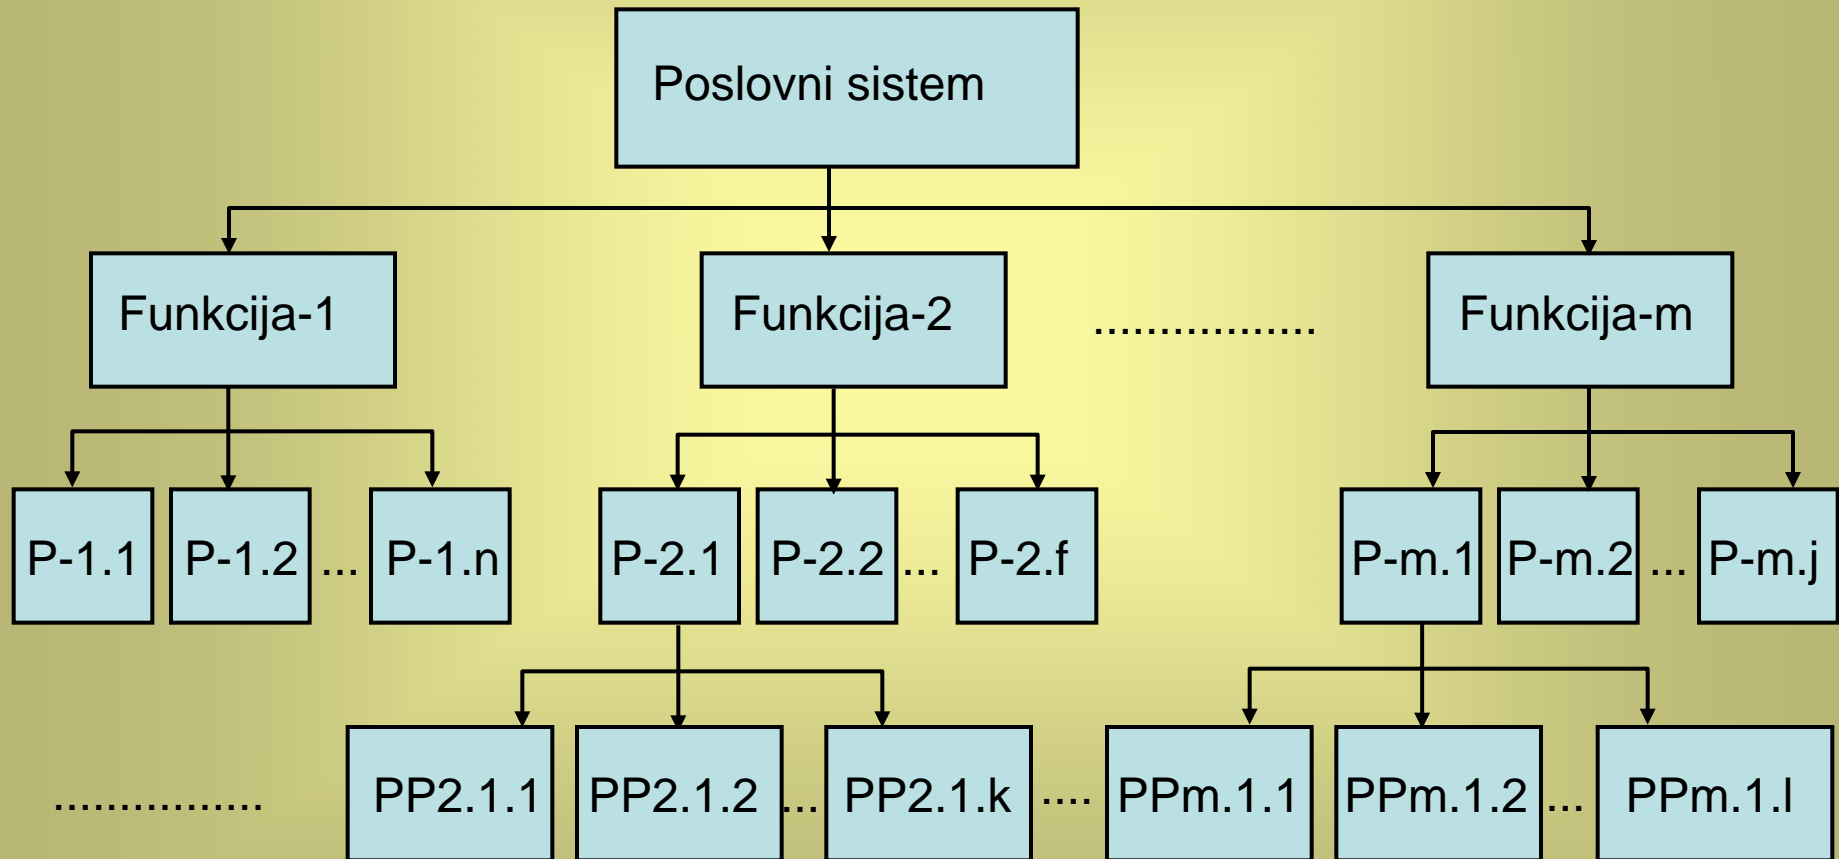 Poslovni sistem
Funkcija-1 Funkcija-2 ................. Funkcija-m
P-1.1 P-1.2 ... P-1.n P-2.1 P-2.2 ... P-2.f P-m.1 P-m.2 ... P-m.j
................ PP2.1.1 PP2.1.2 ... PP2.1.k .... PPm.1.1 PPm.1.2 ... PPm.1.l